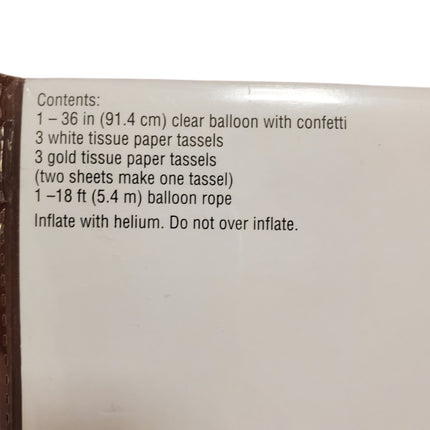 Contents:
1 – 36 in (91.4 cm) clear balloon with confetti
3 white tissue paper tassels
3 gold tissue paper tassels
(two sheets make one tassel)
1 –18 ft (5.4 m) balloon rope
Inflate with helium. Do not over inflate.